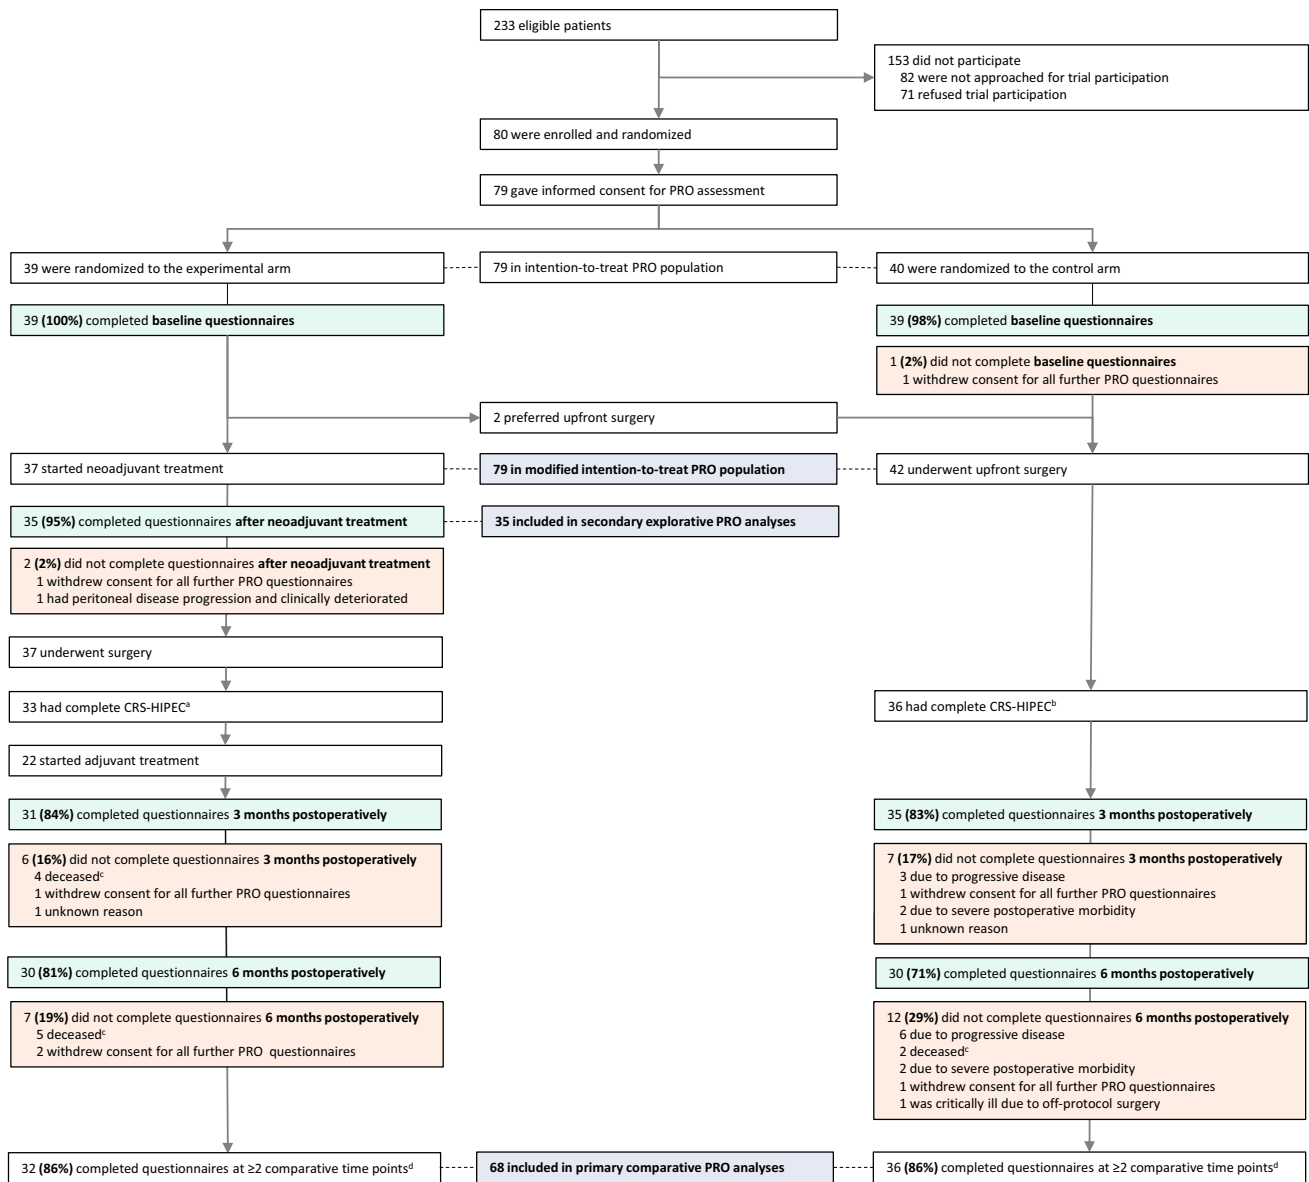 233 eligible patients
153 did not participate
82 were not approached for trial participation
71 refused trial participation
80 were enrolled and randomized
79 gave informed consent for PRO assessment
39 were randomized to the experimental arm
79 in intention-to-treat PRO population
40 were randomized to the control arm
39 (100%) completed baseline questionnaires
39 (98%) completed baseline questionnaires
1 (2%) did not complete baseline questionnaires
1 withdrew consent for all further PRO questionnaires
2 preferred upfront surgery
37 started neoadjuvant treatment
79 in modified intention-to-treat PRO population
42 underwent upfront surgery
35 (95%) completed questionnaires after neoadjuvant treatment
35 included in secondary explorative PRO analyses
2 (2%) did not complete questionnaires after neoadjuvant treatment
1 withdrew consent for all further PRO questionnaires
1 had peritoneal disease progression and clinically deteriorated
37 underwent surgery
33 had complete CRS-HIPECᵃ
36 had complete CRS-HIPECᵇ
22 started adjuvant treatment
31 (84%) completed questionnaires 3 months postoperatively
35 (83%) completed questionnaires 3 months postoperatively
6 (16%) did not complete questionnaires 3 months postoperatively
4 deceasedᶜ
1 withdrew consent for all further PRO questionnaires
1 unknown reason
7 (17%) did not complete questionnaires 3 months postoperatively
3 due to progressive disease
1 withdrew consent for all further PRO questionnaires
2 due to severe postoperative morbidity
1 unknown reason
30 (81%) completed questionnaires 6 months postoperatively
30 (71%) completed questionnaires 6 months postoperatively
7 (19%) did not complete questionnaires 6 months postoperatively
5 deceasedᶜ
2 withdrew consent for all further PRO questionnaires
12 (29%) did not complete questionnaires 6 months postoperatively
6 due to progressive disease
2 deceasedᶜ
2 due to severe postoperative morbidity
1 withdrew consent for all further PRO questionnaires
1 was critically ill due to off-protocol surgery
32 (86%) completed questionnaires at ≥2 comparative time pointsᵈ
68 included in primary comparative PRO analyses
36 (86%) completed questionnaires at ≥2 comparative time pointsᵈ